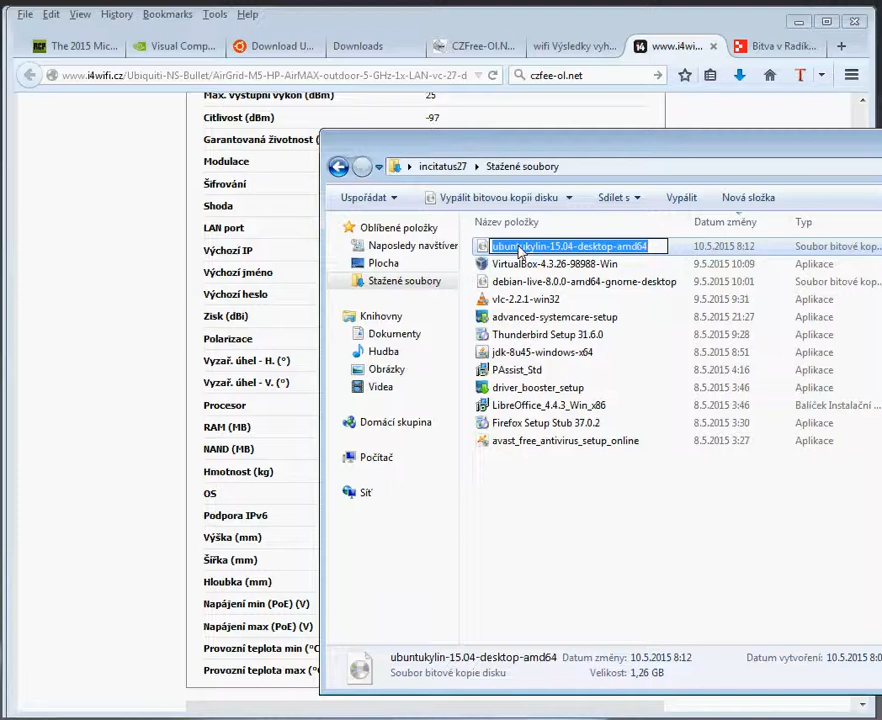 File Edit View History Bookmarks Tools Help
The 2015 Mic... Visual Comp... Download U... Downloads CZFree-OI.N... wifi Výsledky vyh... www.i4wi... Bitva v Radík...
www.i4wifi.cz/Ubiquiti-NS-Bullet/AirGrid-M5-HP-AirMAX-outdoor-5-GHz-1x-LAN-vc-27-d czfee-ol.net
Max. výstupní výkon (dBm) 25
Citlivost (dBm) -97
Garantovaná životnost (
Modulace
Šifrování
Shoda
LAN port
Výchozí IP
Výchozí jméno
Výchozí heslo
Zisk (dBi)
Polarizace
Vyzař. úhel - H. (°)
Vyzař. úhel - V. (°)
Procesor
RAM (MB)
NAND (MB)
Hmotnost (kg)
OS
Podpora IPv6
Výška (mm)
Šířka (mm)
Hloubka (mm)
Napájení min (PoE) (V)
Napájení max (PoE) (V)
Provozní teplota min (°C
Provozní teplota max (°C
incitatus27 Stažené soubory
Uspořádat Vypálit bitovou kopii disku Sdílet s Vypálit Nová složka
Oblíbené položky
Naposledy navštíver
Plocha
Stažené soubory
Knihovny
Dokumenty
Hudba
Obrázky
Videa
Domácí skupina
Počítač
Síť
Název položky Datum změny Typ
ubuntukylin-15.04-desktop-amd64 10.5.2015 8:12 Soubor bitové kop...
VirtualBox-4.3.26-98988-Win 9.5.2015 10:09 Aplikace
debian-live-8.0.0-amd64-gnome-desktop 9.5.2015 10:01 Soubor bitové kop...
vlc-2.2.1-win32 9.5.2015 9:31 Aplikace
advanced-systemcare-setup 8.5.2015 21:27 Aplikace
Thunderbird Setup 31.6.0 8.5.2015 9:28 Aplikace
jdk-8u45-windows-x64 8.5.2015 8:51 Aplikace
PAssist_Std 8.5.2015 4:16 Aplikace
driver_booster_setup 8.5.2015 3:46 Aplikace
LibreOffice_4.4.3_Win_x86 8.5.2015 3:46 Balíček Instalační ...
Firefox Setup Stub 37.0.2 8.5.2015 3:30 Aplikace
avast_free_antivirus_setup_online 8.5.2015 3:27 Aplikace
ubuntukylin-15.04-desktop-amd64 Datum změny: 10.5.2015 8:12 Datum vytvoření: 10.5.2015 8:0
Soubor bitové kopie disku Velikost: 1,26 GB